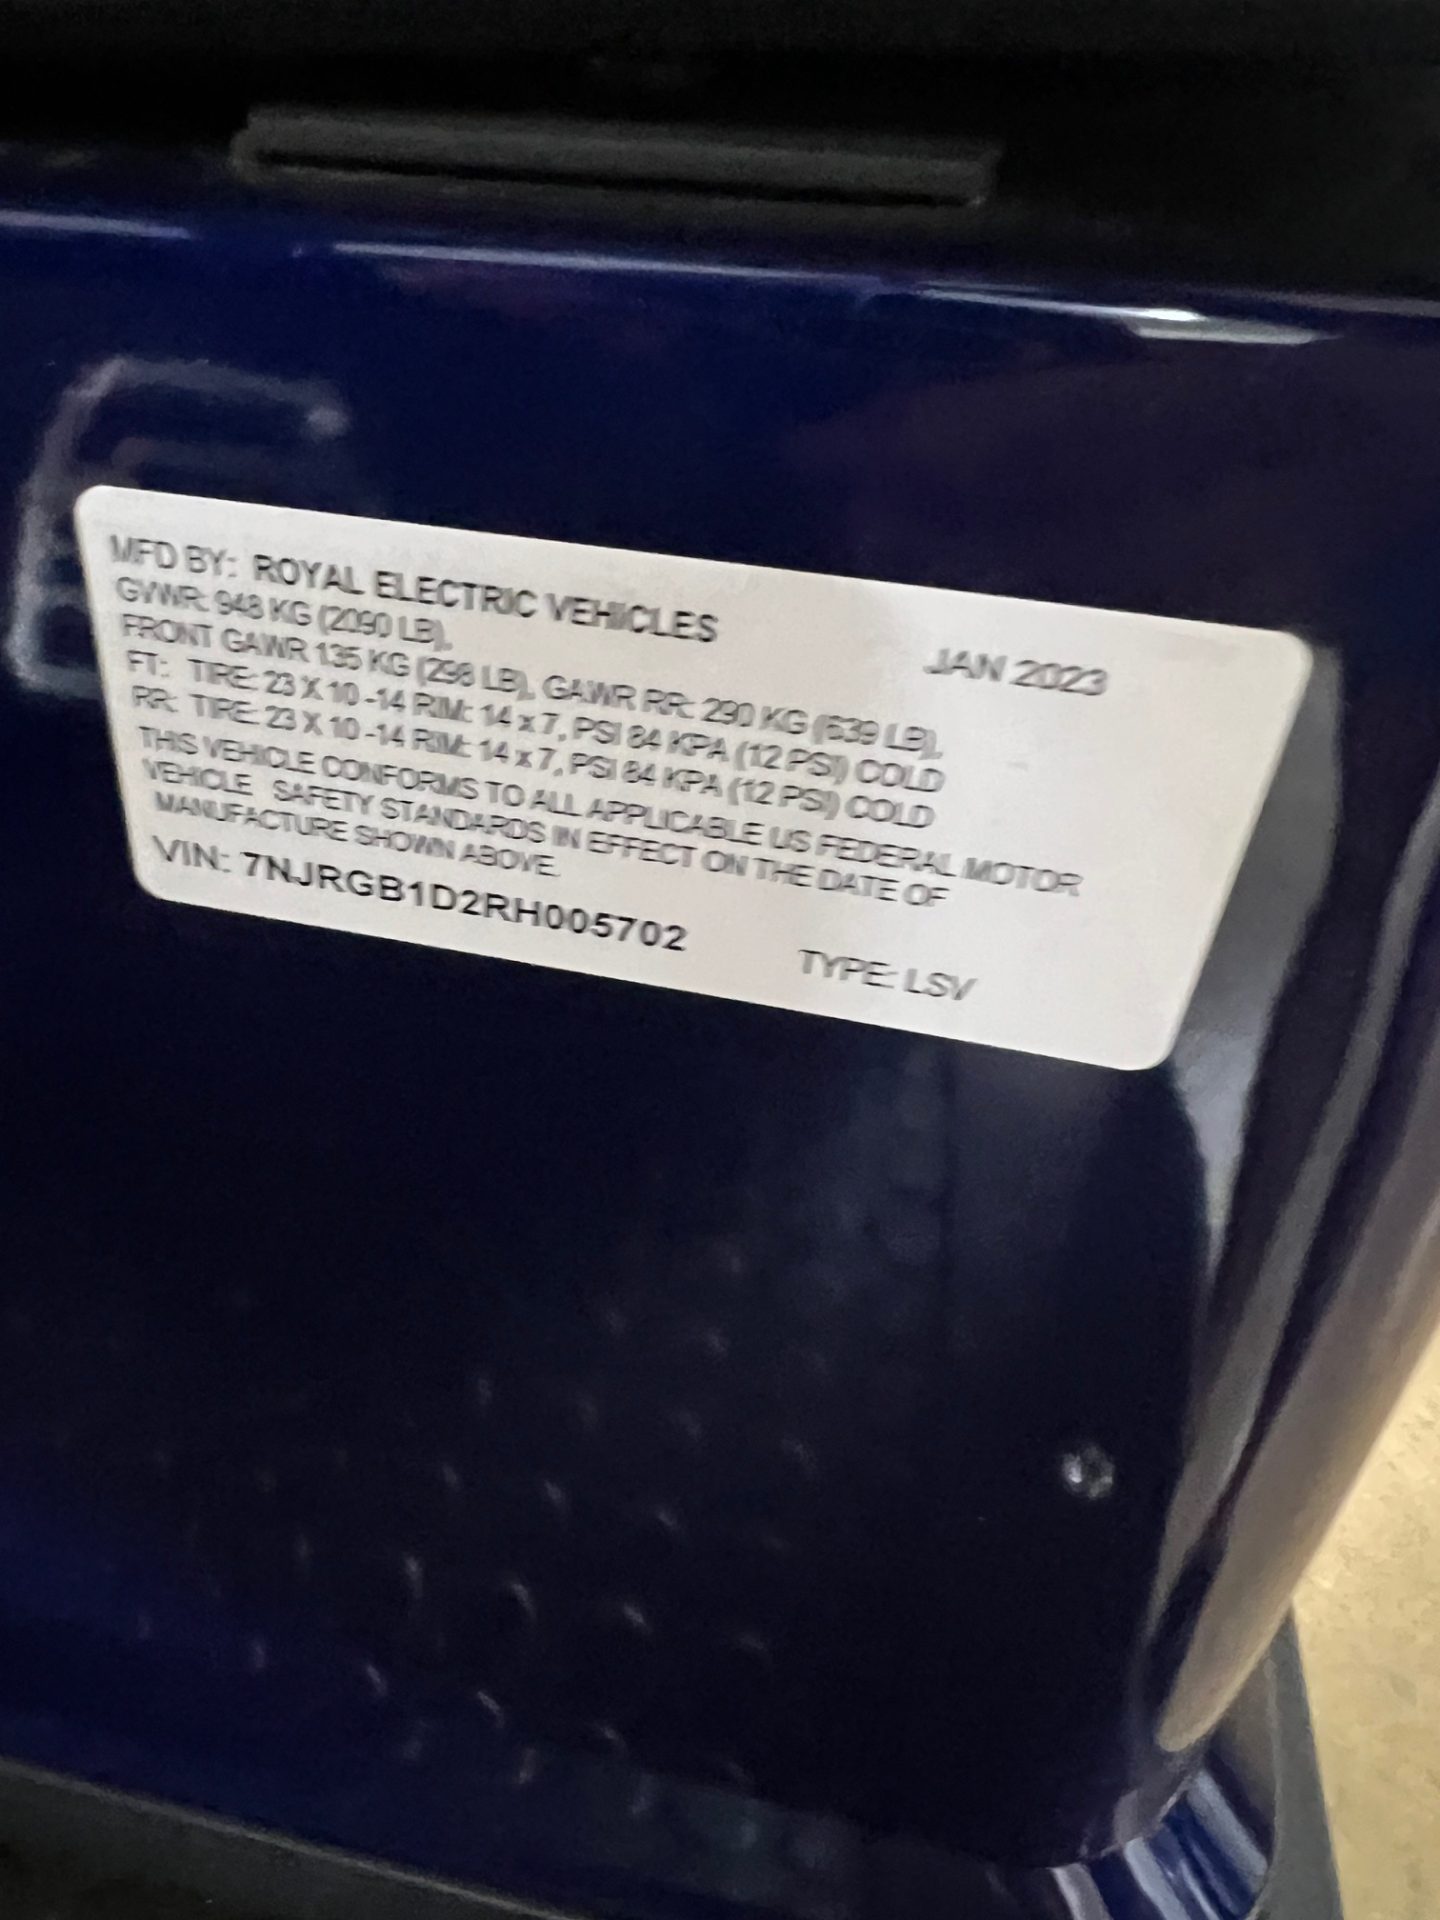 MFD BY: ROYAL ELECTRIC VEHICLES
JAN 2023
GVWR: 948 KG (2090 LB),
FRONT GAWR 135 KG (298 LB), GAWR RR: 290 KG (639 LB),
FT: TIRE: 23 X 10 -14 RIM: 14 x 7, PSI 84 KPA (12 PSI) COLD
RR: TIRE: 23 X 10 -14 RIM: 14 x 7, PSI 84 KPA (12 PSI) COLD
THIS VEHICLE CONFORMS TO ALL APPLICABLE US FEDERAL MOTOR
VEHICLE SAFETY STANDARDS IN EFFECT ON THE DATE OF
MANUFACTURE SHOWN ABOVE.
VIN: 7NJRGB1D2RH005702
TYPE: LSV